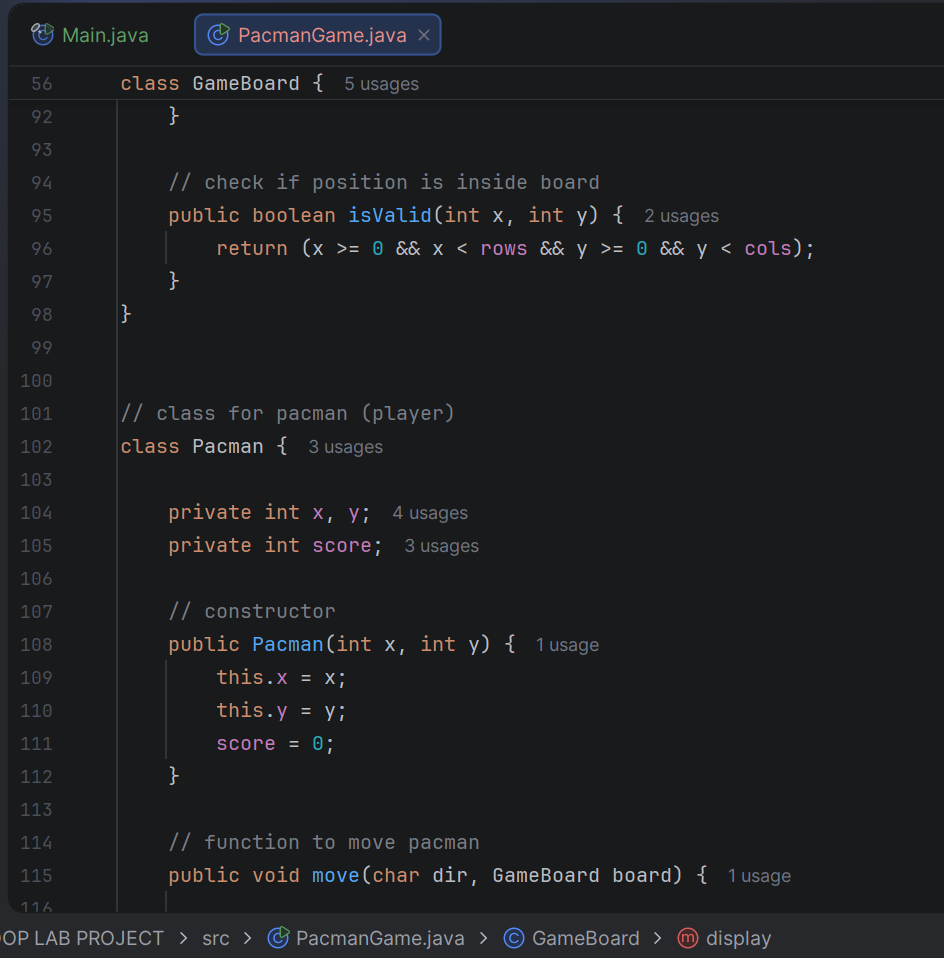 Main.java PacmanGame.java ×
56 class GameBoard { 5 usages
92 }
93
94 // check if position is inside board
95 public boolean isValid(int x, int y) { 2 usages
96 return (x >= 0 && x < rows && y >= 0 && y < cols);
97 }
98 }
99
100
101 // class for pacman (player)
102 class Pacman { 3 usages
103
104 private int x, y; 4 usages
105 private int score; 3 usages
106
107 // constructor
108 public Pacman(int x, int y) { 1 usage
109 this.x = x;
110 this.y = y;
111 score = 0;
112 }
113
114 // function to move pacman
115 public void move(char dir, GameBoard board) { 1 usage
116
OOP LAB PROJECT > src > PacmanGame.java > GameBoard > display